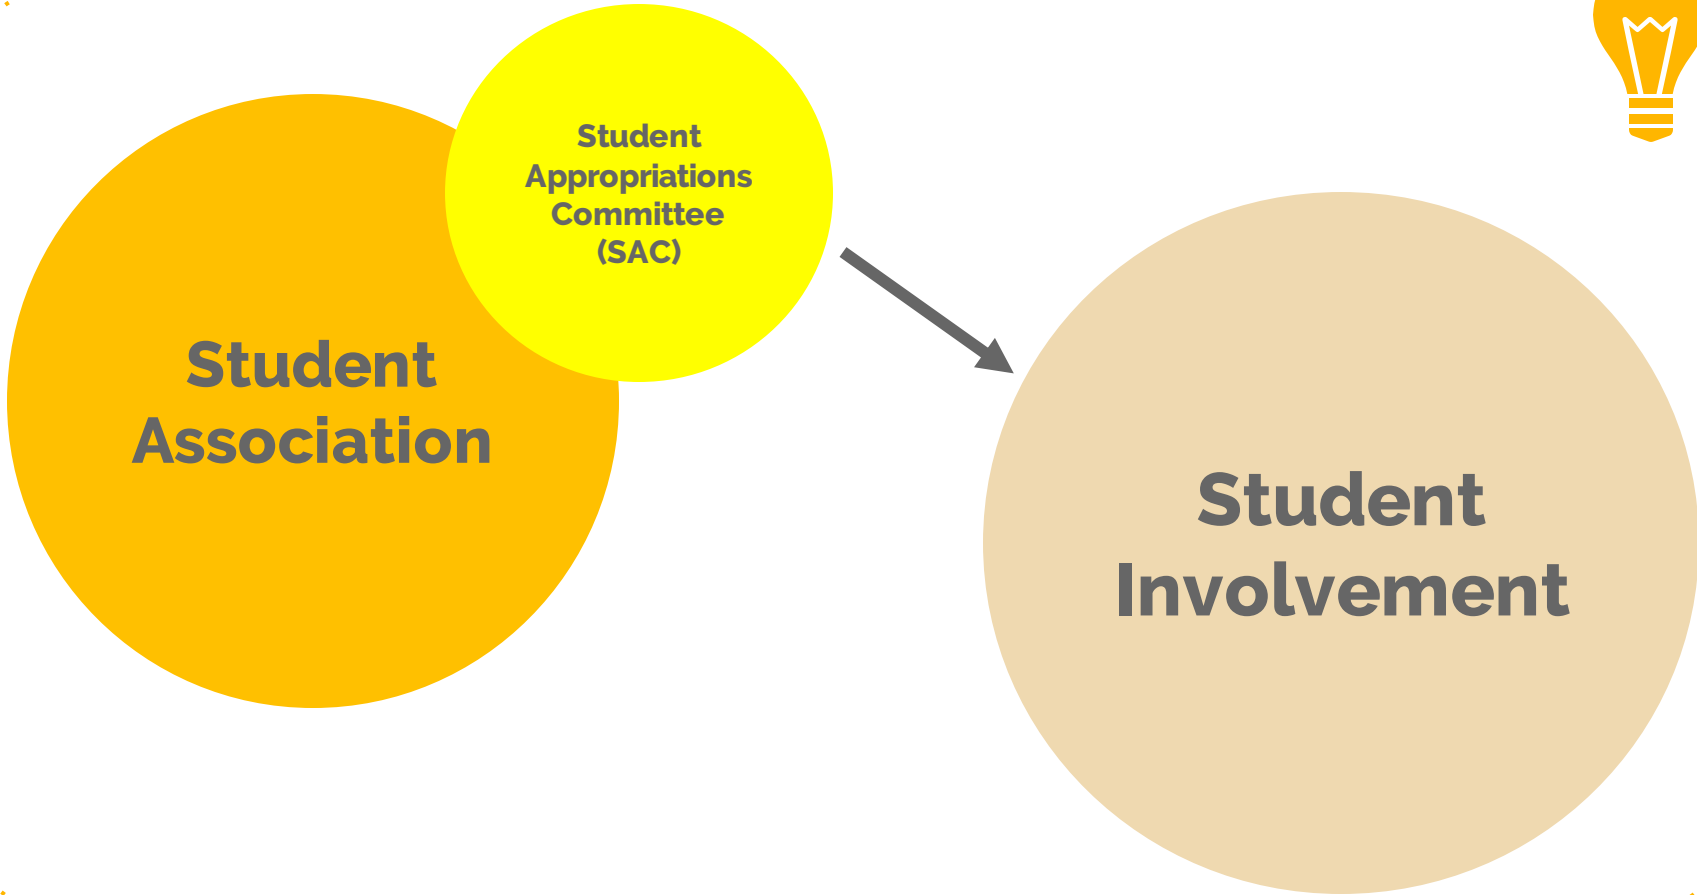 Student
Appropriations
Committee
(SAC)
Student
Association
Student
Involvement